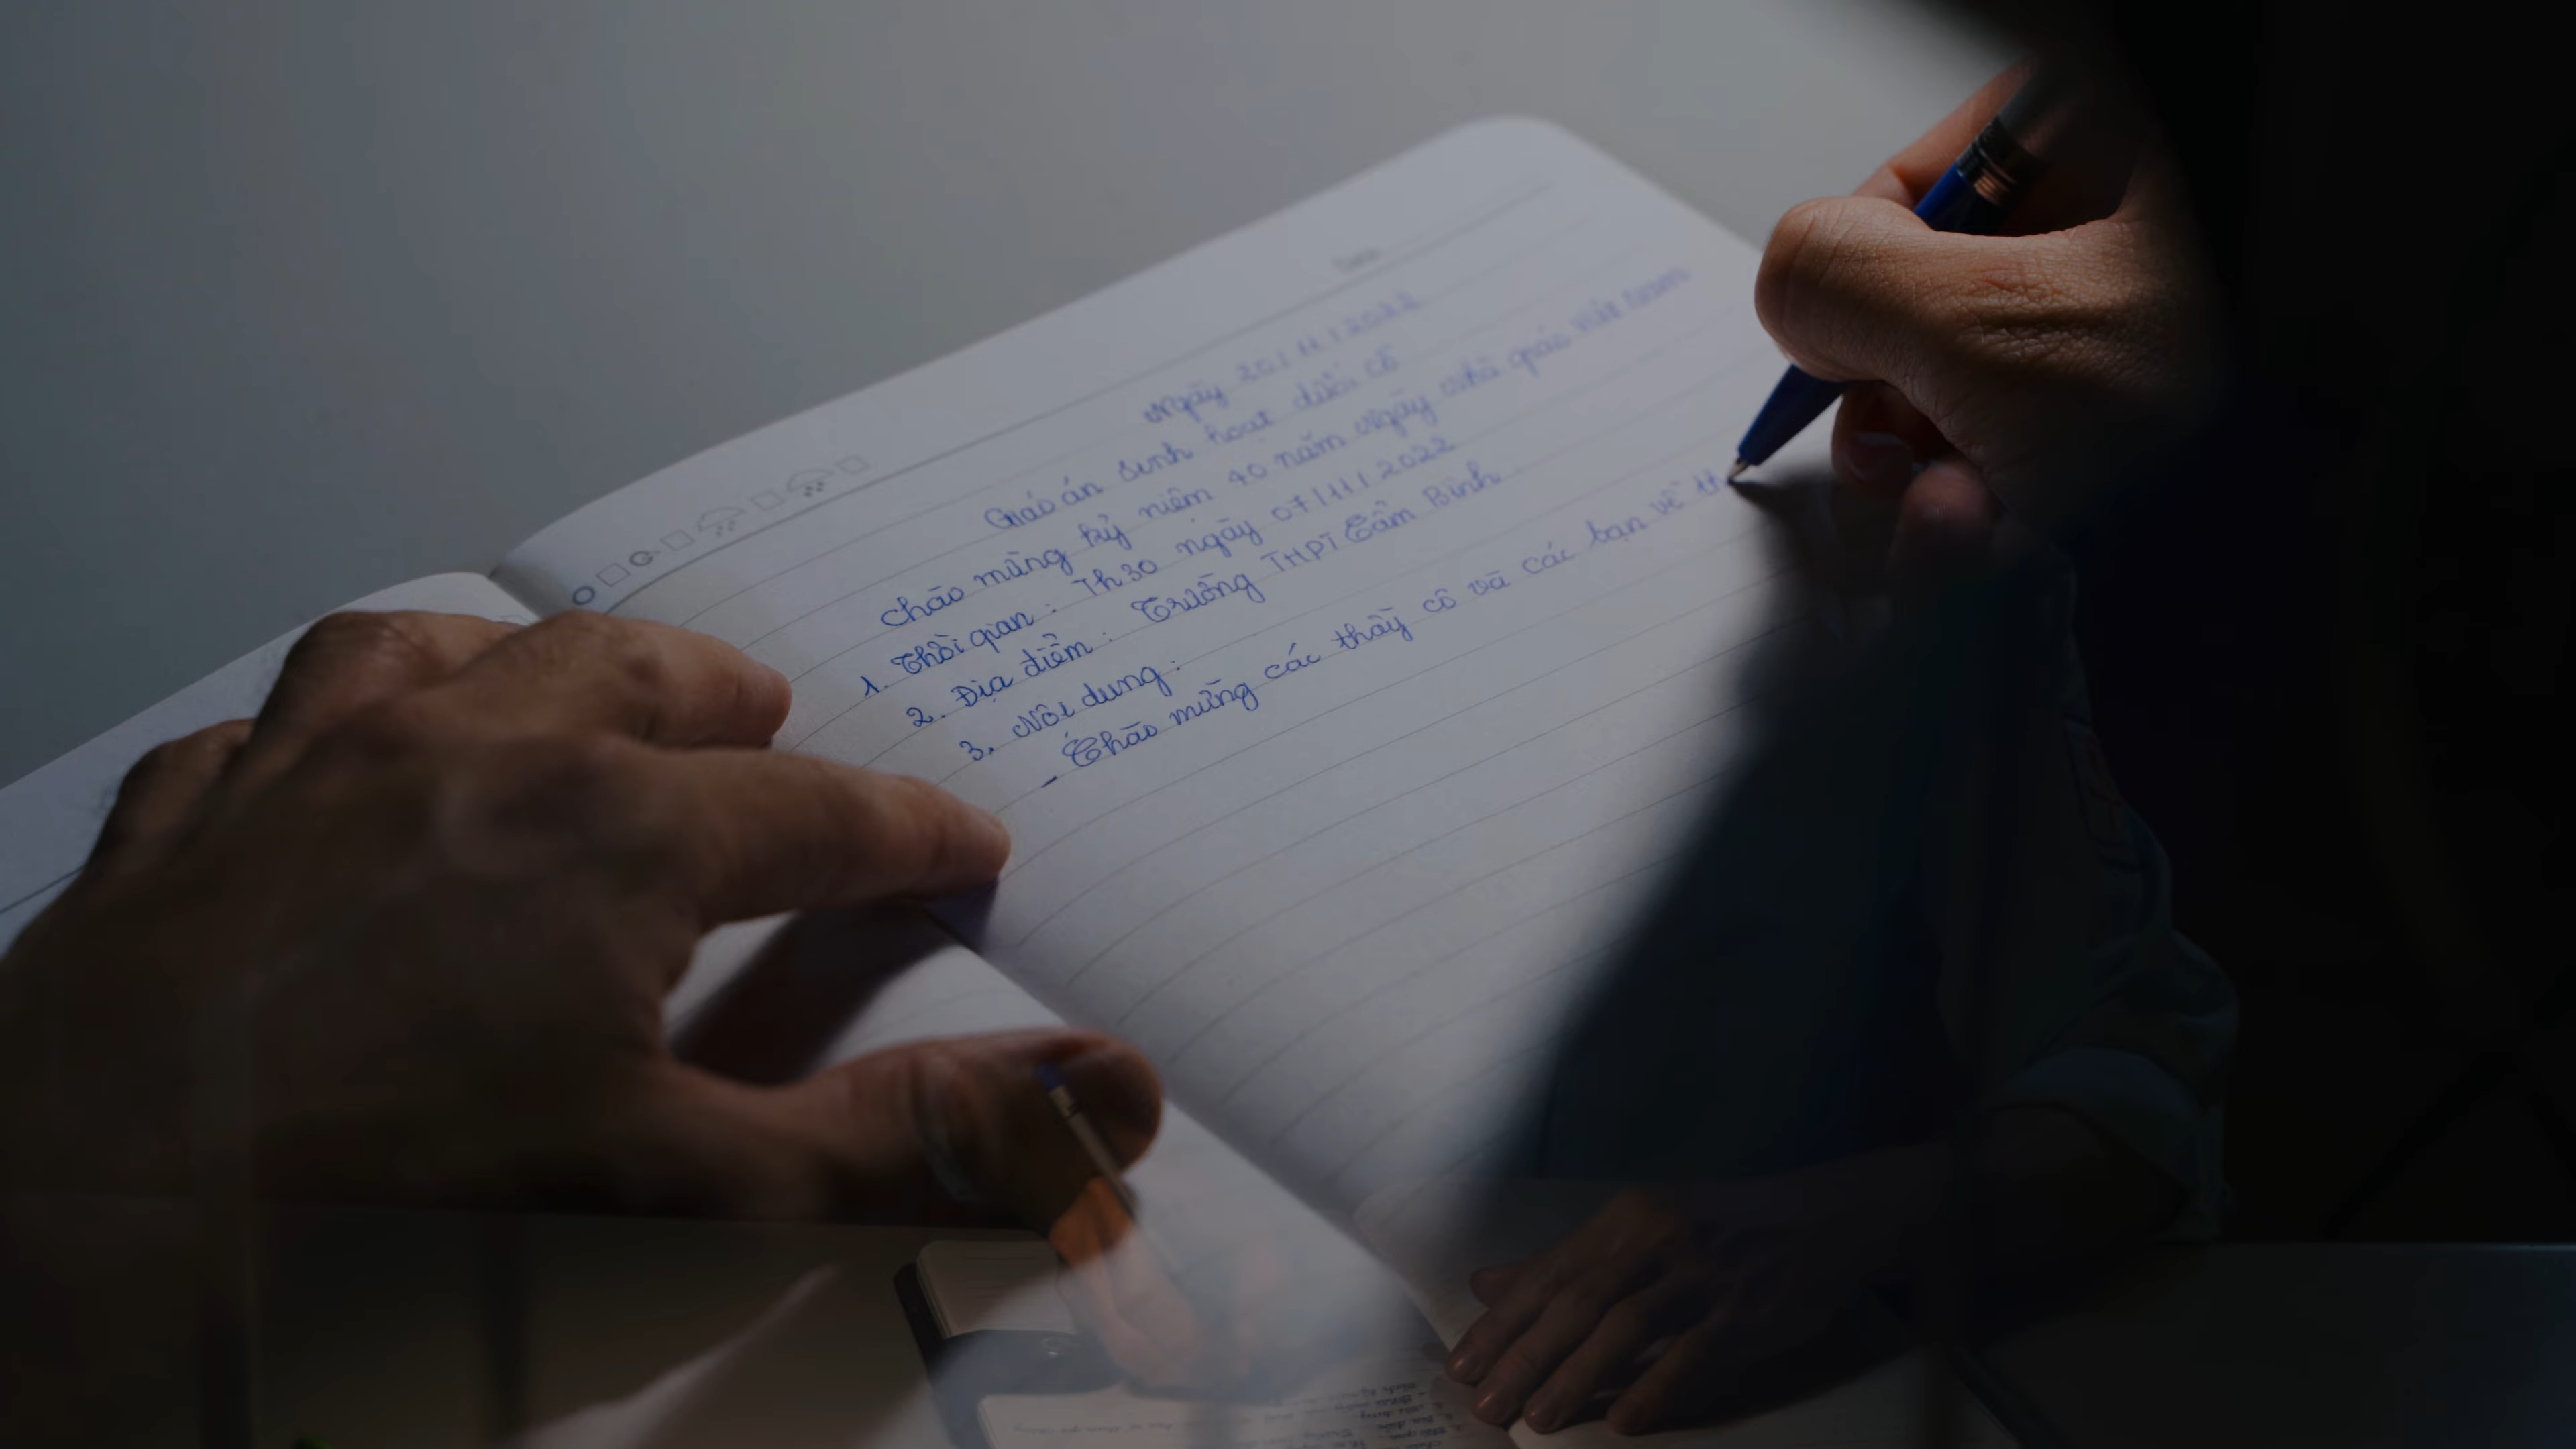 Date
Ngày 20/11/2022
Giáo án sinh hoạt dưới cờ
Chào mừng kỷ niệm 40 năm Ngày nhà giáo Việt Nam
1. Thời gian: 7h30 ngày 07/11/2022
2. Địa điểm: Trường THPT Cẩm Bình
3. Nội dung:
- Chào mừng các thầy cô và các bạn về th